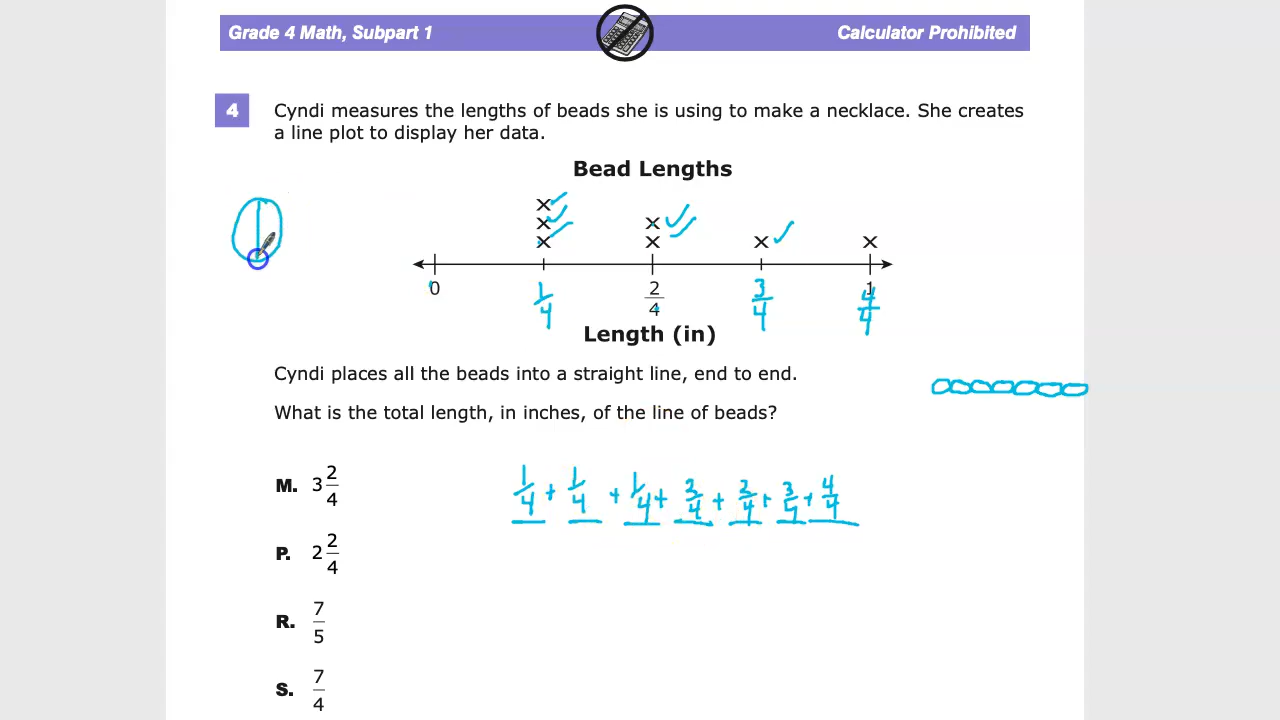 Grade 4 Math, Subpart 1 Calculator Prohibited
4 Cyndi measures the lengths of beads she is using to make a necklace. She creates
a line plot to display her data.
Bead Lengths
x
x x
x x x x
0 1/4 2/4 3/4 1 4/4
Length (in)
Cyndi places all the beads into a straight line, end to end.
What is the total length, in inches, of the line of beads?
1/4 + 1/4 + 1/4 + 2/4 + 2/4 + 3/4 + 4/4
M. 3 2/4
P. 2 2/4
R. 7/5
S. 7/4